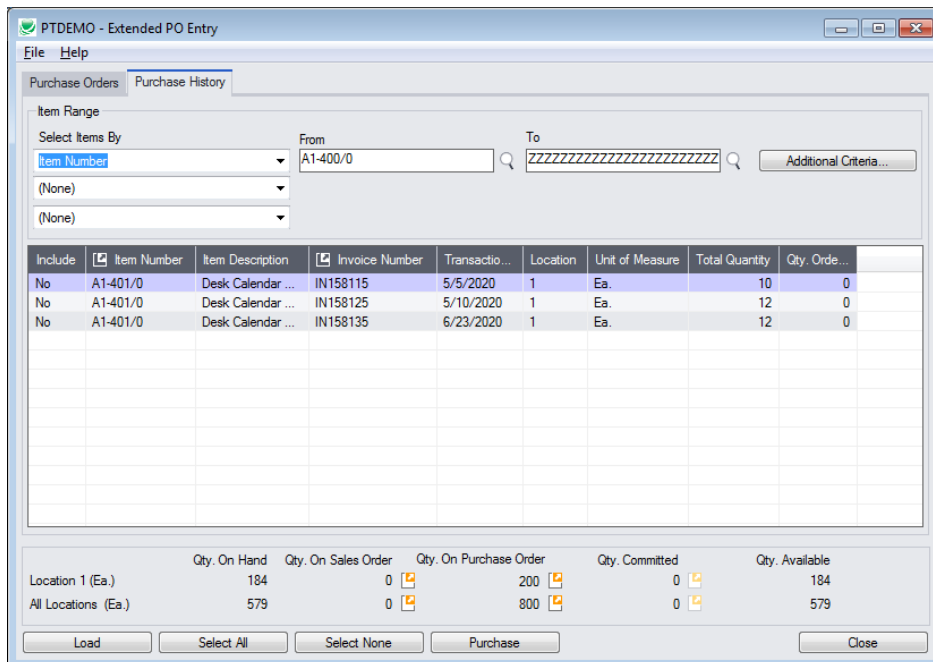 PTDEMO - Extended PO Entry
File Help
Purchase Orders Purchase History
Item Range
Select Items By From To
Item Number A1-400/0 ZZZZZZZZZZZZZZZZZZZZZZZZ Additional Criteria...
(None)
(None)
Include Item Number Item Description Invoice Number Transactio... Location Unit of Measure Total Quantity Qty. Orde...
No A1-401/0 Desk Calendar ... IN158115 5/5/2020 1 Ea. 10 0
No A1-401/0 Desk Calendar ... IN158125 5/10/2020 1 Ea. 12 0
No A1-401/0 Desk Calendar ... IN158135 6/23/2020 1 Ea. 12 0
Qty. On Hand Qty. On Sales Order Qty. On Purchase Order Qty. Committed Qty. Available
Location 1 (Ea.) 184 0 200 0 184
All Locations (Ea.) 579 0 800 0 579
Load Select All Select None Purchase Close